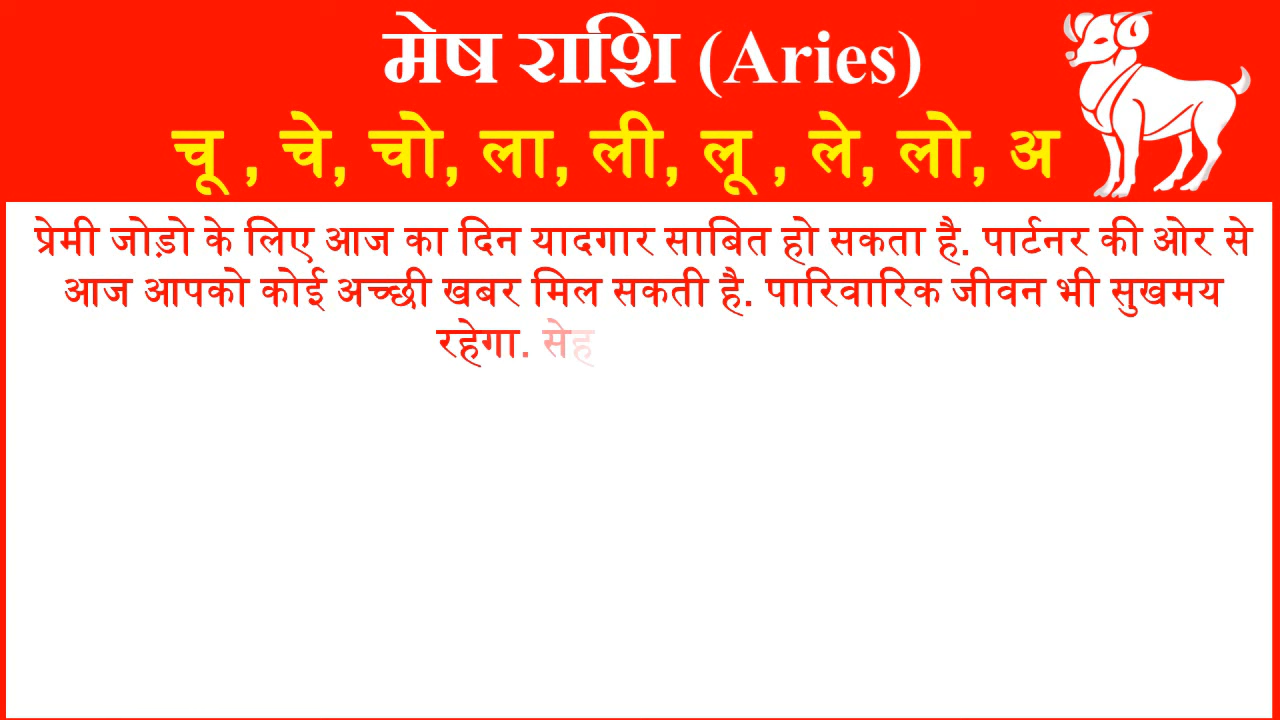 मेष राशि (Aries)
चू , चे, चो, ला, ली, लू , ले, लो, अ
प्रेमी जोड़ो के लिए आज का दिन यादगार साबित हो सकता है. पार्टनर की ओर से
आज आपको कोई अच्छी खबर मिल सकती है. पारिवारिक जीवन भी सुखमय
रहेगा. सेह